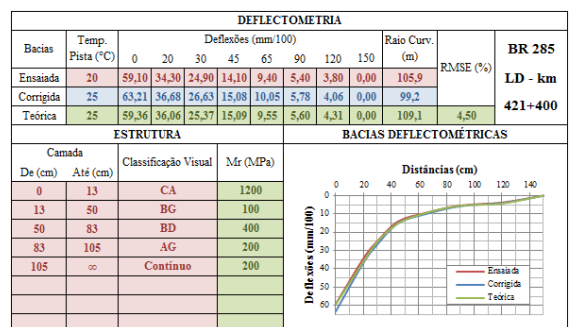 DEFLECTOMETRIA
Bacias Temp. Pista (°C) Deflexões (mm/100) Raio Curv. (m) RMSE (%) BR 285
0 20 30 45 65 90 120 150 LD - km
Ensaiada 20 59,10 34,30 24,90 14,10 9,40 5,40 3,80 0,00 105,9 421+400
Corrigida 25 63,21 36,68 26,63 15,08 10,05 5,78 4,06 0,00 99,2
Teórica 25 59,36 36,06 25,37 15,09 9,55 5,60 4,31 0,00 109,1 4,50
ESTRUTURA BACIAS DEFLECTOMÉTRICAS
Camada Classificação Visual Mr (MPa)
De (cm) Até (cm)
0 13 CA 1200
13 50 BG 100
50 83 BD 400
83 105 AG 200
105 ∞ Contínuo 200
Distâncias (cm)
0 20 40 60 80 100 120 140
Deflexões (mm/100)
0
10
20
30
40
50
60
Ensaiada
Corrigida
Teórica